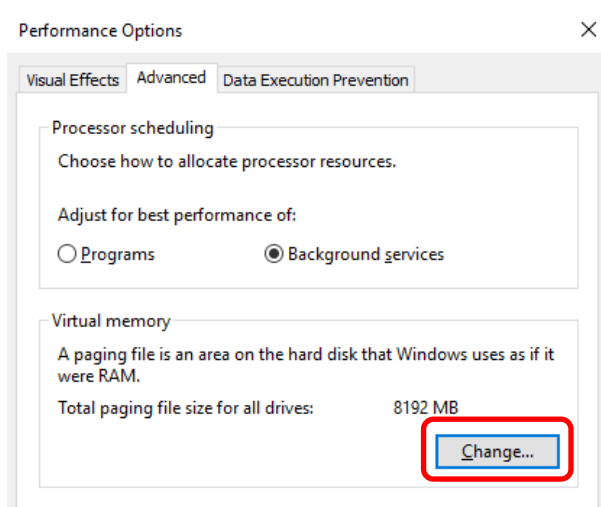 Performance Options
Visual Effects Advanced Data Execution Prevention
Processor scheduling
Choose how to allocate processor resources.
Adjust for best performance of:
Programs Background services
Virtual memory
A paging file is an area on the hard disk that Windows uses as if it
were RAM.
Total paging file size for all drives: 8192 MB
Change...